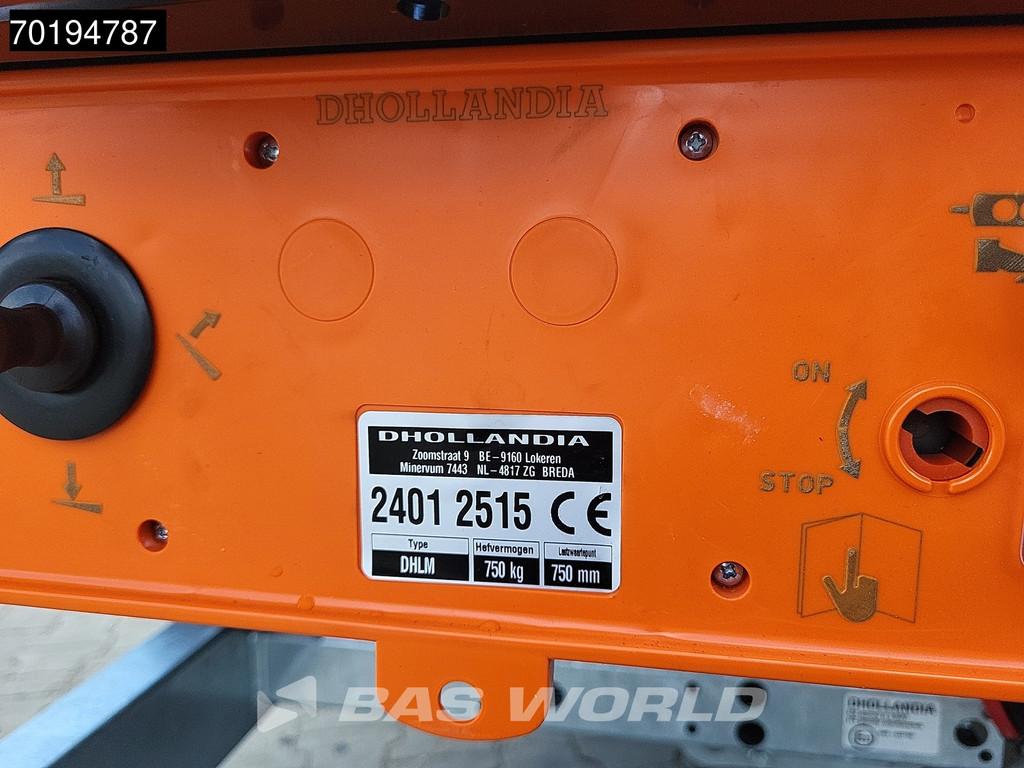 70194787
DHOLLANDIA
ON
STOP
DHOLLANDIA
Zoomstraat 9 BE-9160 Lokeren
Minervum 7443 NL-4817 ZG BREDA
2401 2515 CE
Type Hefvermogen Lastzwaartepunt
DHLM 750 kg 750 mm
BAS WORLD
DHOLLANDIA